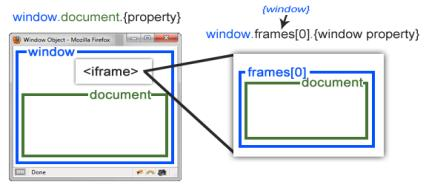 window.document.{property}
{window}
window.frames[0].{window property}
Window Object - Mozilla Firefox
window
<iframe>
document
Done
frames[0]
document